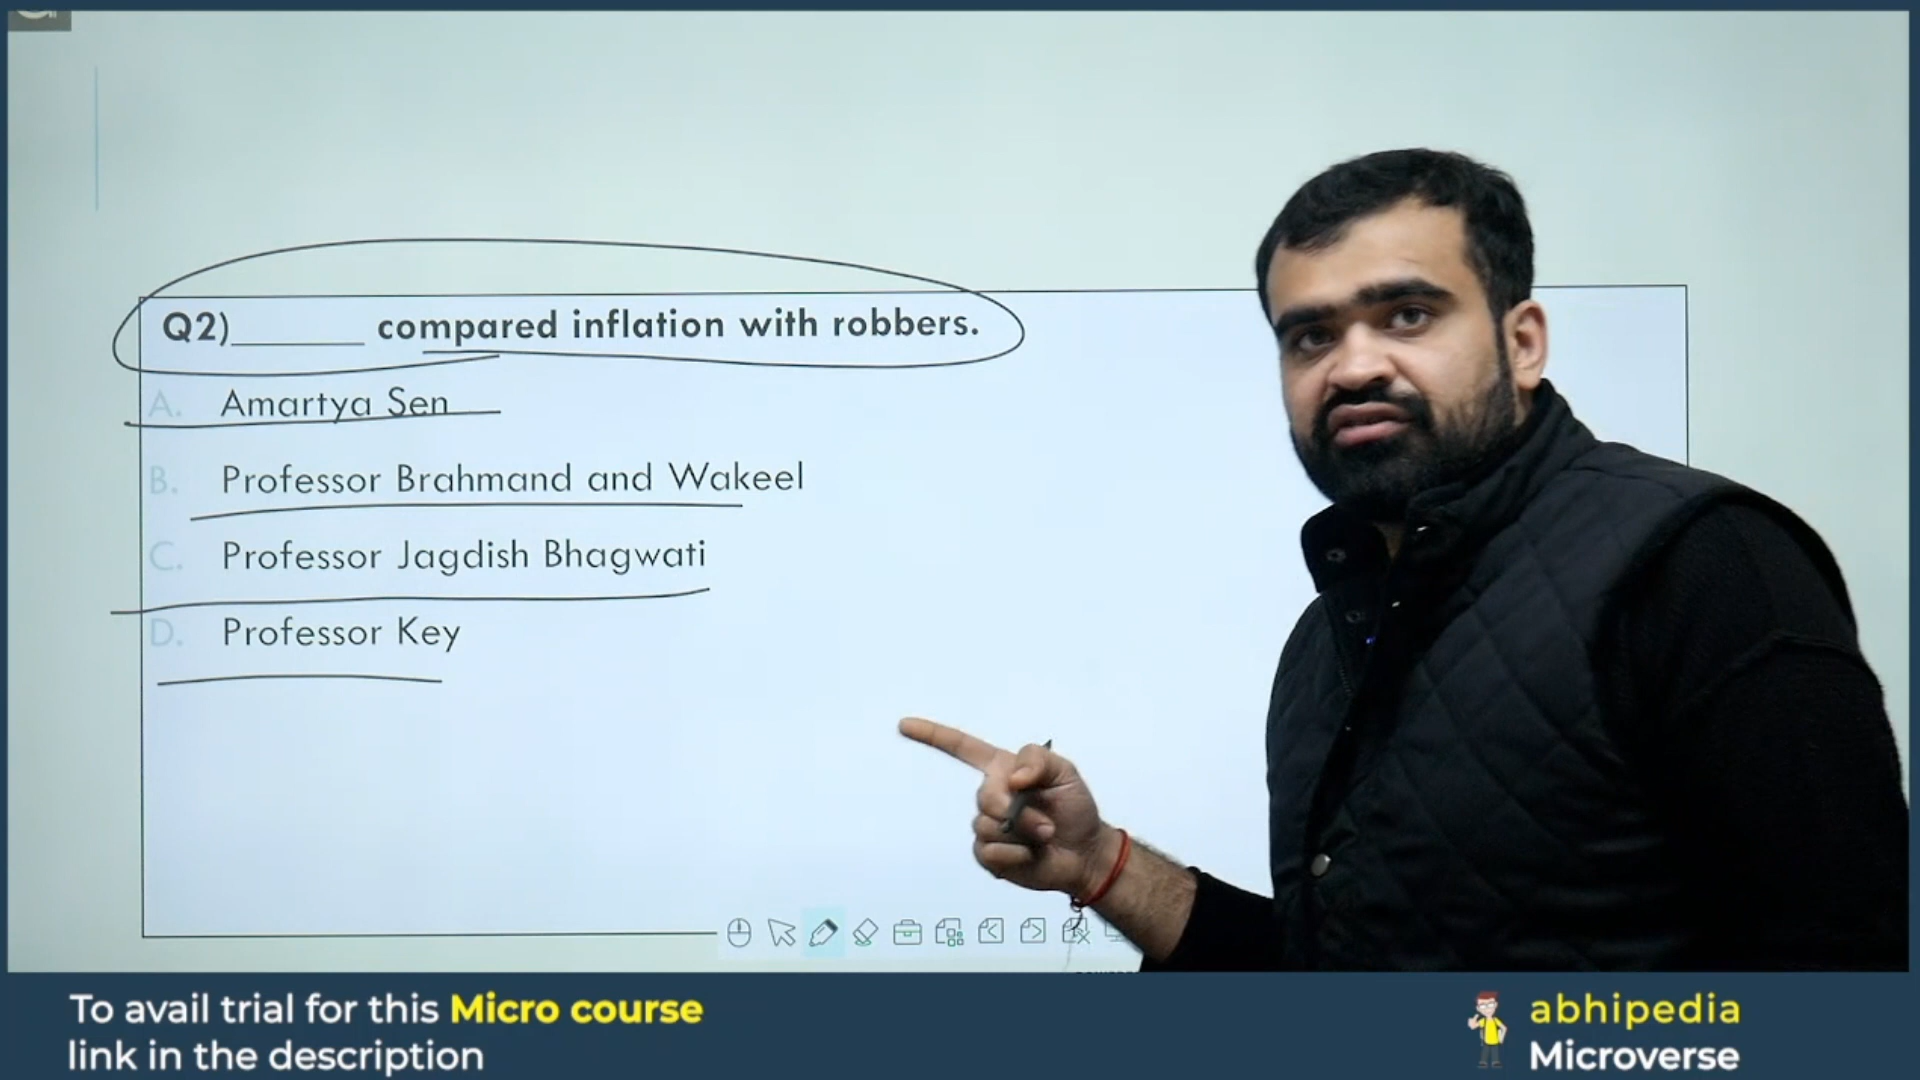 Q2)______ compared inflation with robbers.
A. Amartya Sen
B. Professor Brahmand and Wakeel
C. Professor Jagdish Bhagwati
D. Professor Key
To avail trial for this Micro course
link in the description
abhipedia
Microverse